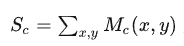 S_c = ∑_{x,y} M_c(x, y)